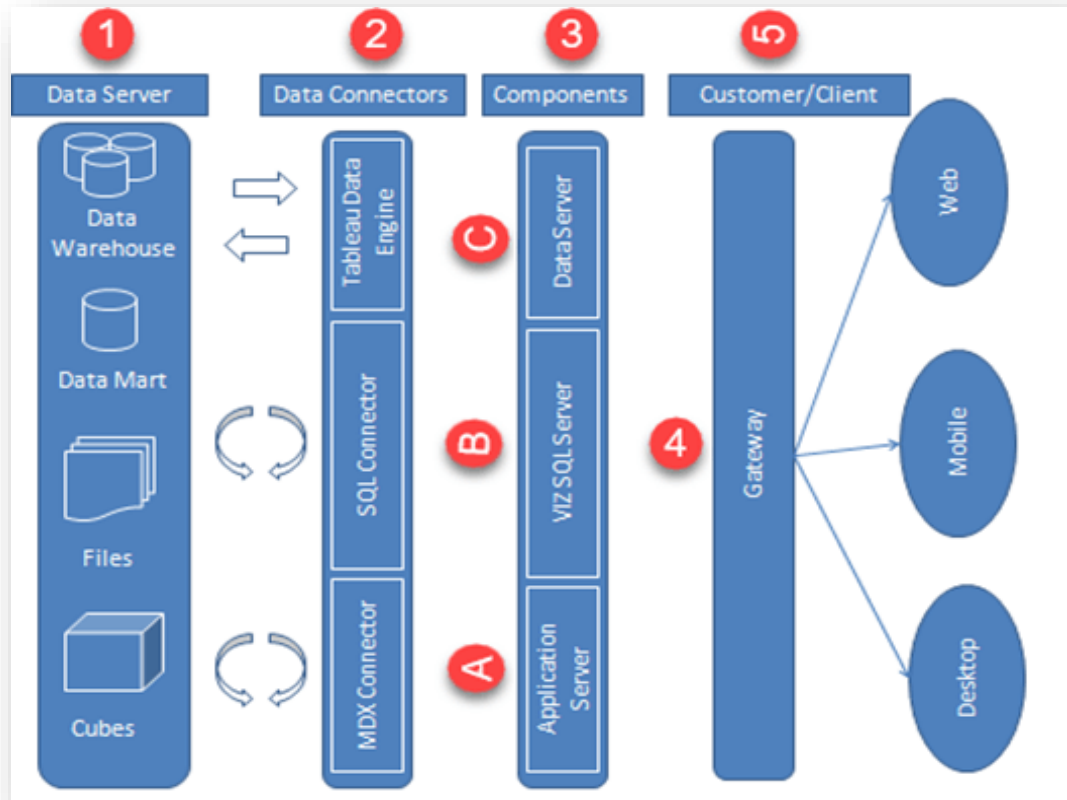 1
2
3
5
Data Server
Data Connectors
Components
Customer/Client
Data
Warehouse
Data Mart
Files
Cubes
Tableau Data
Engine
SQL Connector
MDX Connector
C
B
A
DataServer
VIZ SQL Server
Application
Server
4
Gateway
Web
Mobile
Desktop